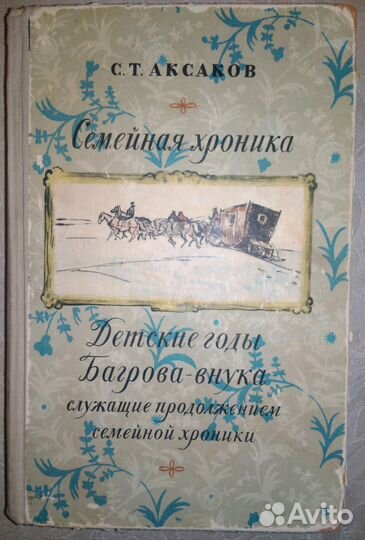 С. Т. АКСАКОВ
Семейная хроника
Детские годы
Багрова-внука
служащие продолжением
семейной хроники
Avito